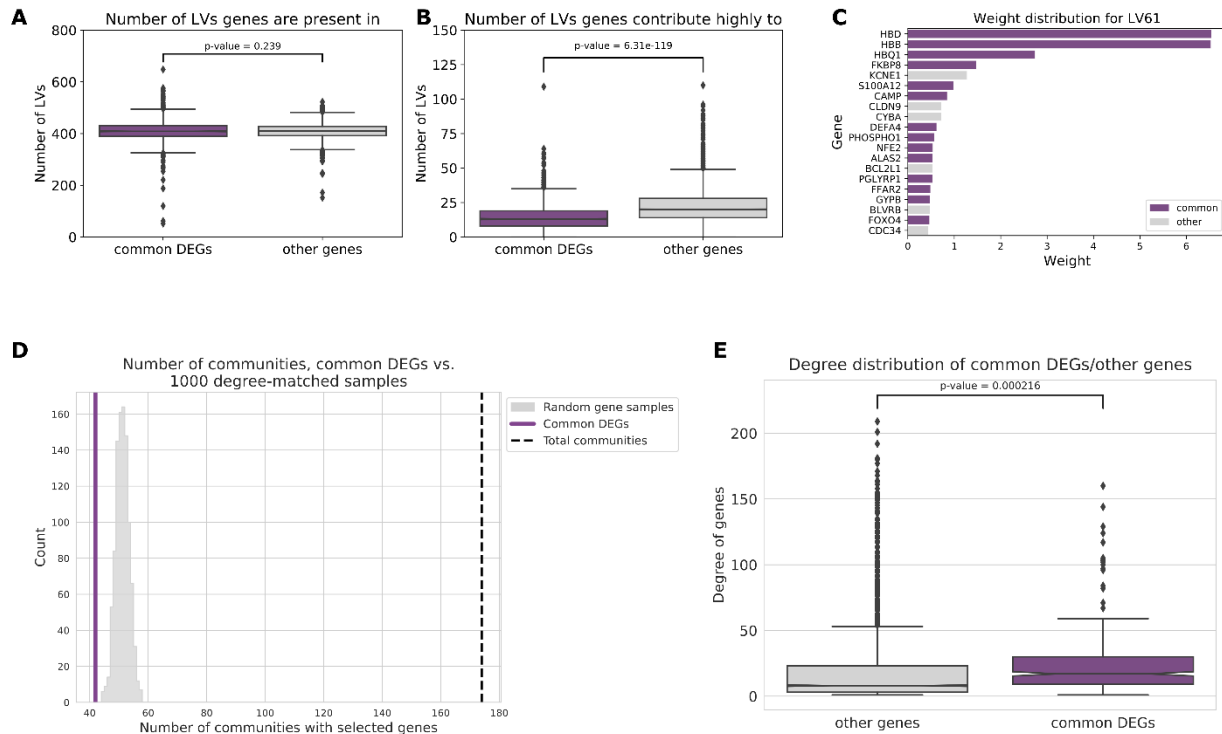 A
Number of LVs genes are present in
p-value = 0.239
Number of LVs
800
600
400
200
0
common DEGs
other genes
B
Number of LVs genes contribute highly to
p-value = 6.31e-119
Number of LVs
150
125
100
75
50
25
0
common DEGs
other genes
C
Weight distribution for LV61
Gene
HBD
HBB
HBQ1
FKBP8
KCNE1
S100A12
CAMP
CLDN9
CYBA
DEFA4
PHOSPHO1
NFE2
ALAS2
BCL2L1
PGLYRP1
FFAR2
GYPB
BLVRB
FOXO4
CDC34
common
other
0 1 2 3 4 5 6
Weight
D
Number of communities, common DEGs vs.
1000 degree-matched samples
Count
160
140
120
100
80
60
40
20
0
40 60 80 100 120 140 160 180
Number of communities with selected genes
Random gene samples
Common DEGs
Total communities
E
Degree distribution of common DEGs/other genes
p-value = 0.000216
Degree of genes
200
150
100
50
0
other genes
common DEGs